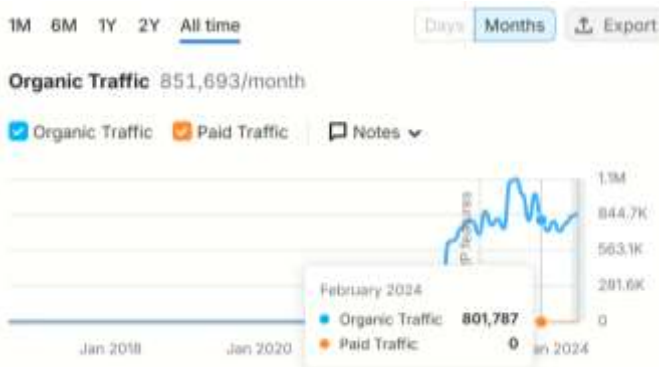 1M 6M 1Y 2Y All time Days Months Export
Organic Traffic 851,693/month
Organic Traffic Paid Traffic Notes
1.1M
844.7K
563.1K
281.6K
0
February 2024
Organic Traffic 801,787
Paid Traffic 0
Jan 2018 Jan 2020 an 2024